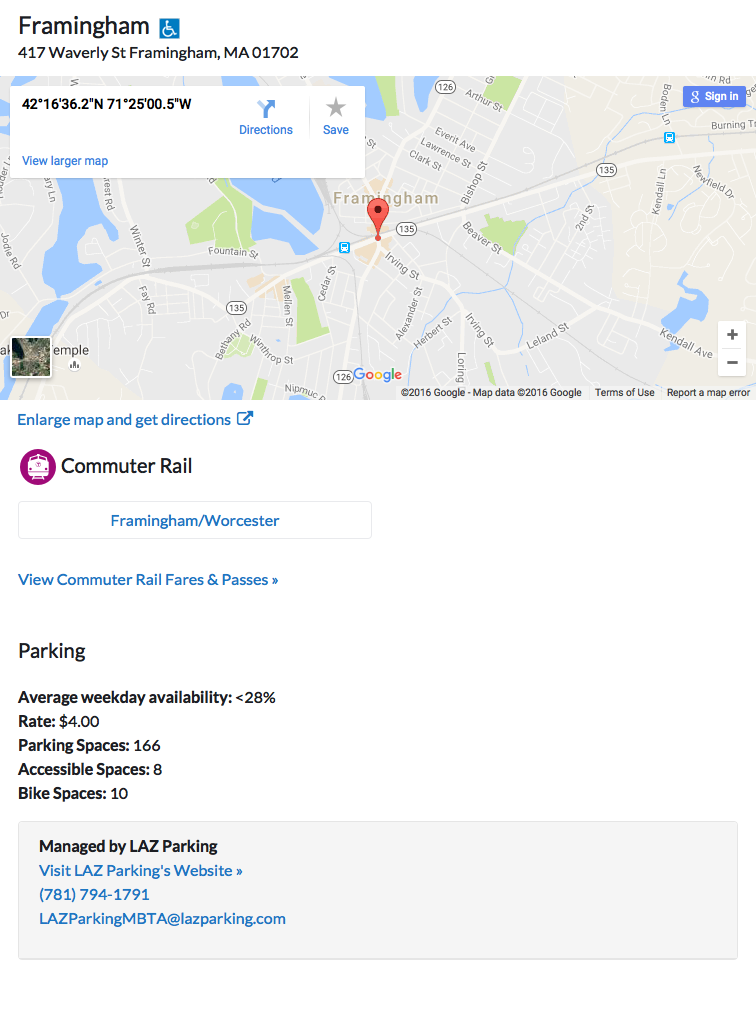 Framingham
417 Waverly St Framingham, MA 01702
42°16'36.2"N 71°25'00.5"W
Directions
Save
View larger map
Sign in
126
Arthur St
Everit Ave
Lawrence St
Clark St
Bishop St
Burning
135
Kendall Ln
Newfield Dr
Framingham
135
Beaver St
2nd St
Winter St
Fountain St
Irving St
Jodie Rd
Fay Rd
Cedar St
Mellen St
135
Bethany Rd
Winthrop St
Alexander St
Herbert St
Irving St
Leland St
Kendall Ave
Loring
126
Nipmuc
Google
©2016 Google - Map data ©2016 Google
Terms of Use
Report a map error
Enlarge map and get directions
Commuter Rail
Framingham/Worcester
View Commuter Rail Fares & Passes »
Parking
Average weekday availability: <28%
Rate: $4.00
Parking Spaces: 166
Accessible Spaces: 8
Bike Spaces: 10
Managed by LAZ Parking
Visit LAZ Parking's Website »
(781) 794-1791
LAZParkingMBTA@lazparking.com